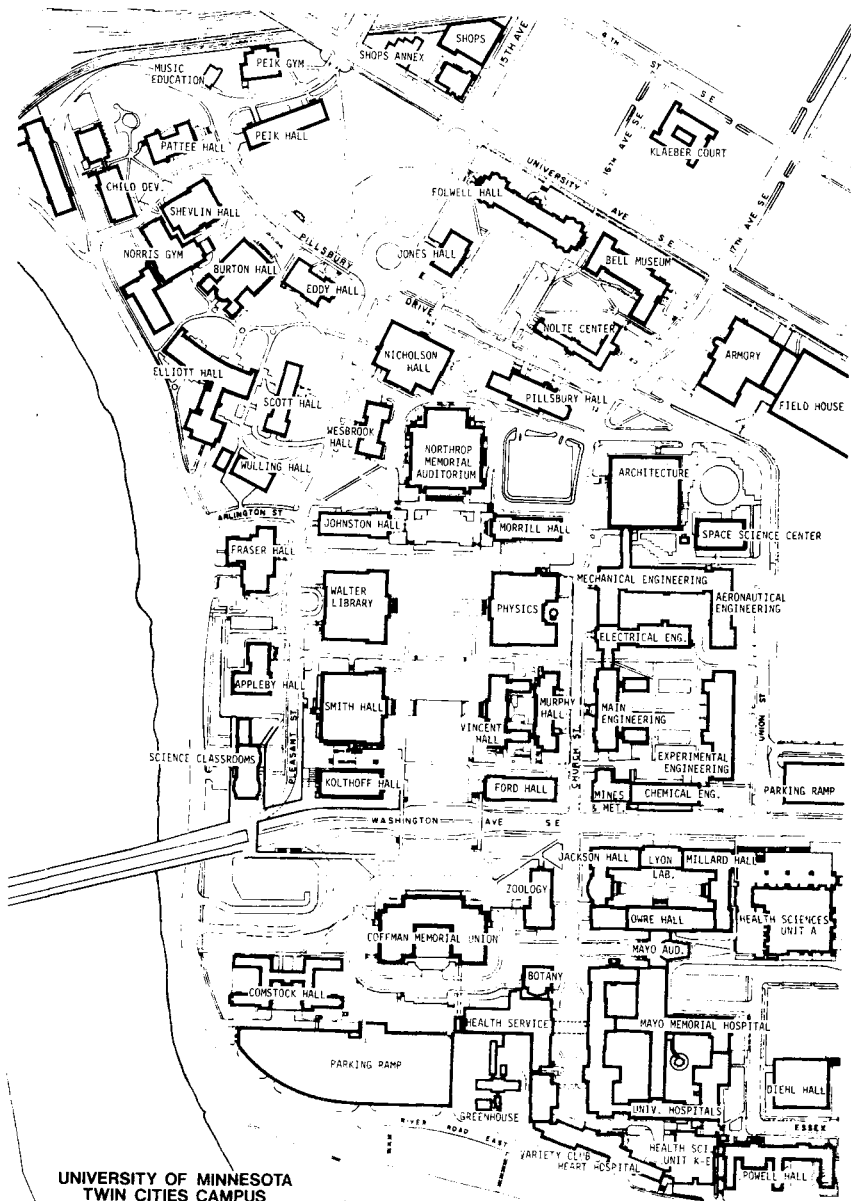 SHOPS
SHOPS ANNEX
15TH AVE
4TH ST SE
PEIK GYM
MUSIC
EDUCATION
PATTEE HALL
PEIK HALL
16TH AVE SE
KLAEBER COURT
17TH AVE SE
UNIVERSITY AVE SE
CHILD DEV.
SHEVLIN HALL
FOLWELL HALL
NORRIS GYM
BURTON HALL
PILLSBURY DRIVE
EDDY HALL
JONES HALL
BELL MUSEUM
NOLTE CENTER
ELLIOTT HALL
NICHOLSON
HALL
ARMORY
FIELD HOUSE
SCOTT HALL
PILLSBURY HALL
WESBROOK
HALL
WULLING HALL
NORTHROP
MEMORIAL
AUDITORIUM
ARCHITECTURE
ARLINGTON ST
JOHNSTON HALL
MORRILL HALL
SPACE SCIENCE CENTER
FRASER HALL
WALTER
LIBRARY
PHYSICS
MECHANICAL ENGINEERING
AERONAUTICAL
ENGINEERING
ELECTRICAL ENG.
APPLEBY HALL
SMITH HALL
VINCENT
HALL
MURPHY
HALL
MAIN
ENGINEERING
UNION ST
PLEASANT ST
CHURCH ST
SCIENCE CLASSROOMS
EXPERIMENTAL
ENGINEERING
KOLTHOFF HALL
FORD HALL
MINES
& MET.
CHEMICAL ENG.
PARKING RAMP
WASHINGTON AVE SE
JACKSON HALL
LYON
LAB.
MILLARD HALL
ZOOLOGY
OWRE HALL
HEALTH SCIENCES
UNIT A
COFFMAN MEMORIAL UNION
MAYO AUD.
COMSTOCK HALL
BOTANY
HEALTH SERVICE
MAYO MEMORIAL HOSPITAL
PARKING RAMP
DIEHL HALL
GREENHOUSE
UNIV. HOSPITALS
ESSEX
RIVER ROAD EAST
VARIETY CLUB
HEART HOSPITAL
HEALTH SCI.
UNIT K-E
POWELL HALL
UNIVERSITY OF MINNESOTA
TWIN CITIES CAMPUS